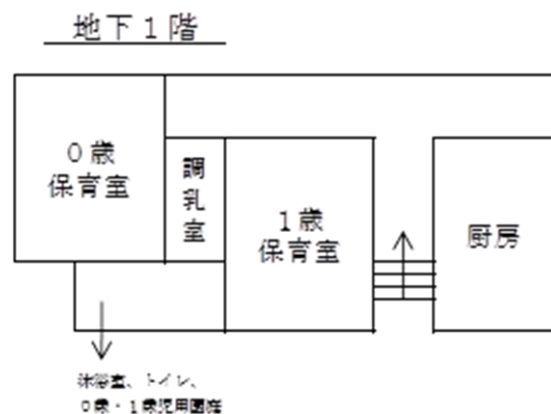 地下１階
０歳
保育室
調乳室
１歳
保育室
厨房
沐浴室、トイレ、
０歳・１歳児用園庭